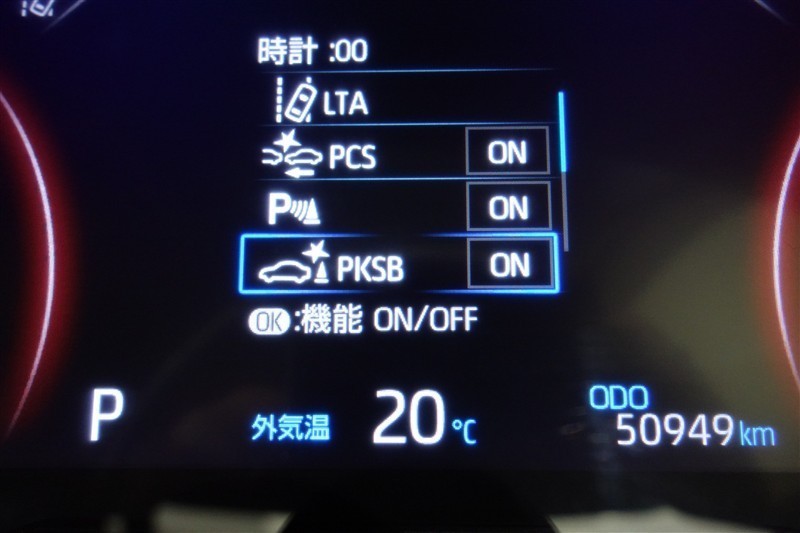 時計 :00
LTA
PCS ON
P ON
PKSB ON
OK:機能 ON/OFF
P 外気温 20℃ ODO
50949km